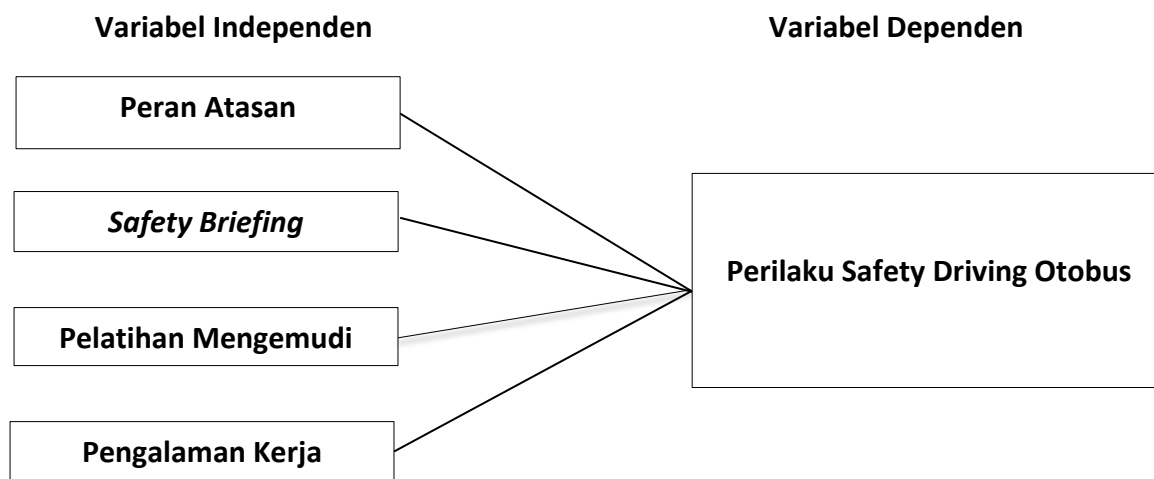 Variabel Independen
Variabel Dependen
Peran Atasan
Safety Briefing
Perilaku Safety Driving Otobus
Pelatihan Mengemudi
Pengalaman Kerja